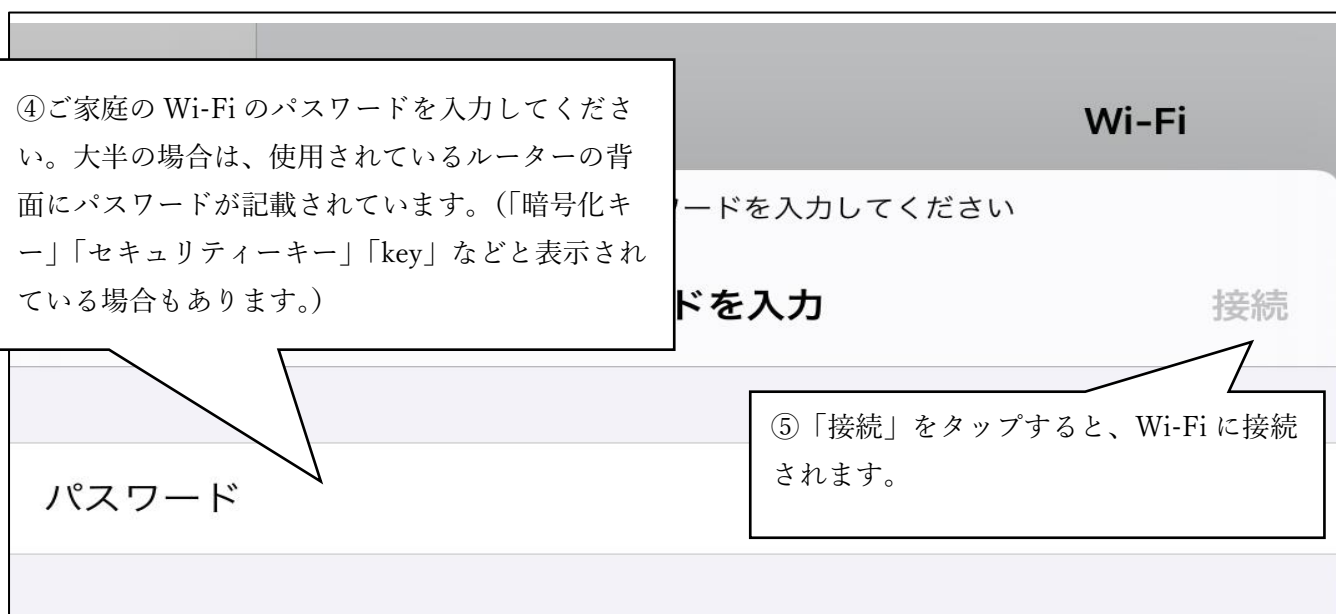 ④ご家庭の Wi-Fi のパスワードを入力してくださ
い。大半の場合は、使用されているルーターの背
面にパスワードが記載されています。(「暗号化キ
ー」「セキュリティーキー」「key」などと表示され
ている場合もあります。)
Wi-Fi
ードを入力してください
ドを入力
接続
⑤「接続」をタップすると、Wi-Fi に接続
されます。
パスワード